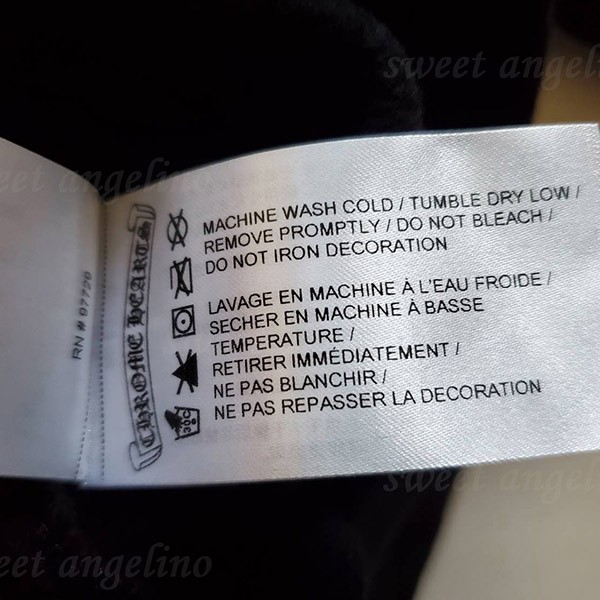 sweet angelino
sweet angelino
RN # 97726
CHROME HEARTS
MACHINE WASH COLD / TUMBLE DRY LOW /
REMOVE PROMPTLY / DO NOT BLEACH /
DO NOT IRON DECORATION
LAVAGE EN MACHINE À L'EAU FROIDE /
SECHER EN MACHINE À BASSE
TEMPERATURE /
RETIRER IMMÉDIATEMENT /
NE PAS BLANCHIR /
NE PAS REPASSER LA DECORATION
30C
sweet angelino
sweet angelino